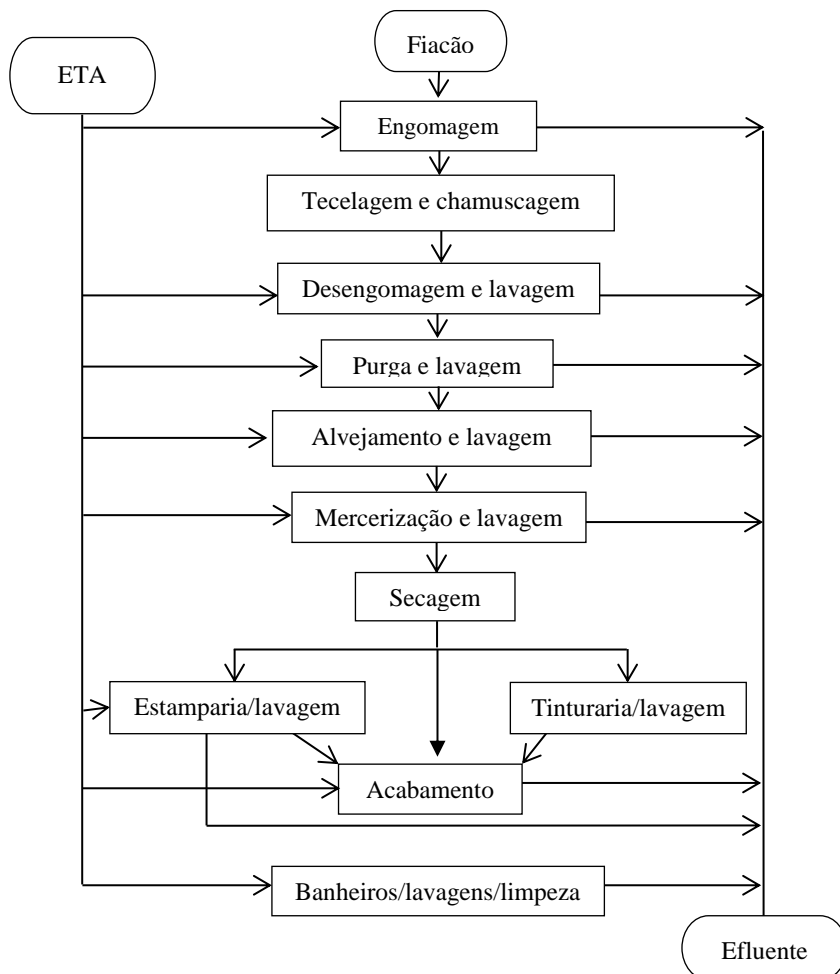 ETA
Fiacão
Engomagem
Tecelagem e chamuscagem
Desengomagem e lavagem
Purga e lavagem
Alvejamento e lavagem
Mercerização e lavagem
Secagem
Estamparia/lavagem
Tinturaria/lavagem
Acabamento
Banheiros/lavagens/limpeza
Efluente